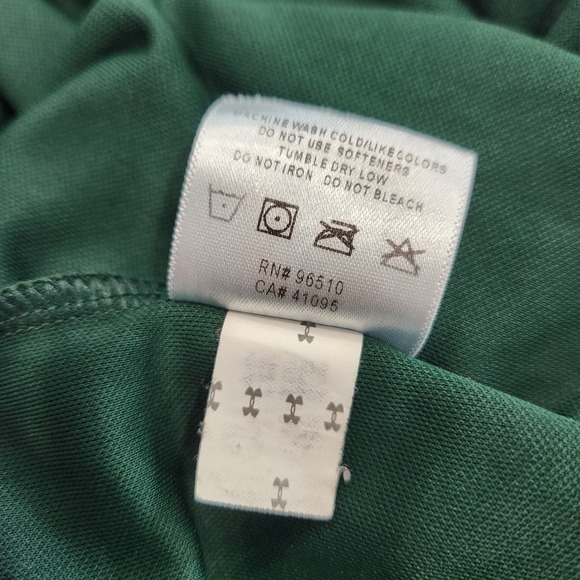 MACHINE WASH COLD/LIKE COLORS
DO NOT USE SOFTENERS
TUMBLE DRY LOW
DO NOT IRON DO NOT BLEACH
RN# 96510
CA# 41095